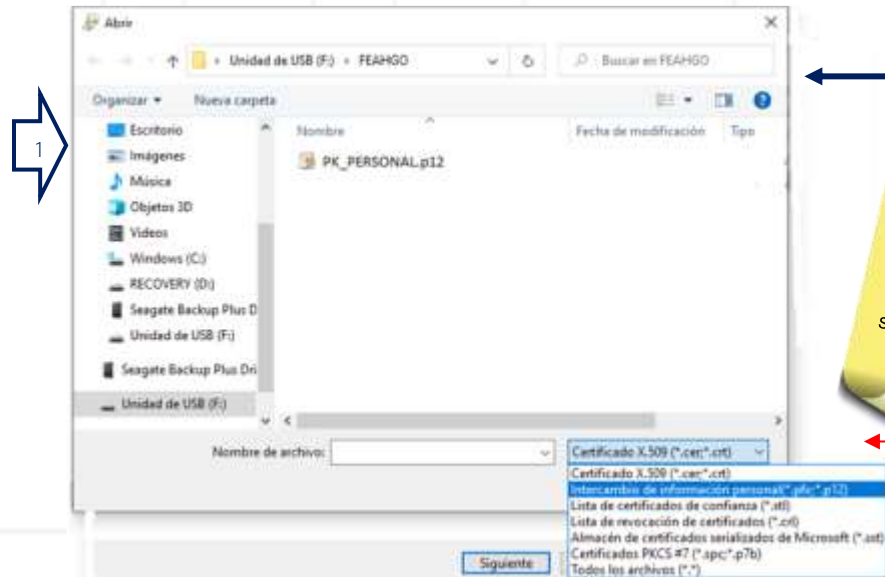 Abrir
Unidad de USB (F:) › FEAHGO
Buscar en FEAHGO
Organizar
Nueva carpeta
1
Escritorio
Imágenes
Música
Objetos 3D
Videos
Windows (C:)
RECOVERY (D:)
Seagate Backup Plus D
Unidad de USB (F:)
Seagate Backup Plus Dri
Unidad de USB (F:)
Nombre
Fecha de modificación
Tipo
PK_PERSONAL.p12
s
Nombre de archivo:
Certificado X.509 (*.cer;*.crt)
Certificado X.509 (*.cer;*.crt)
Intercambio de información personal(*.pfx;*.p12)
Lista de certificados de confianza (*.stl)
Lista de revocación de certificados (*.crl)
Almacén de certificados serializados de Microsoft (*.sst)
Certificados PKCS #7 (*.spc;*.p7b)
Todos los archivos (*.*)
Siguiente